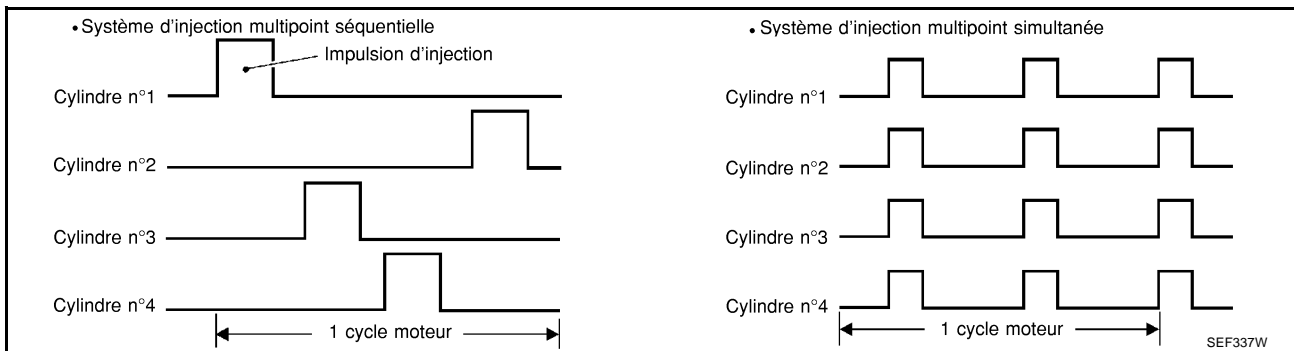 • Système d'injection multipoint séquentielle
Impulsion d'injection
Cylindre n°1
Cylindre n°2
Cylindre n°3
Cylindre n°4
1 cycle moteur
• Système d'injection multipoint simultanée
Cylindre n°1
Cylindre n°2
Cylindre n°3
Cylindre n°4
1 cycle moteur
SEF337W